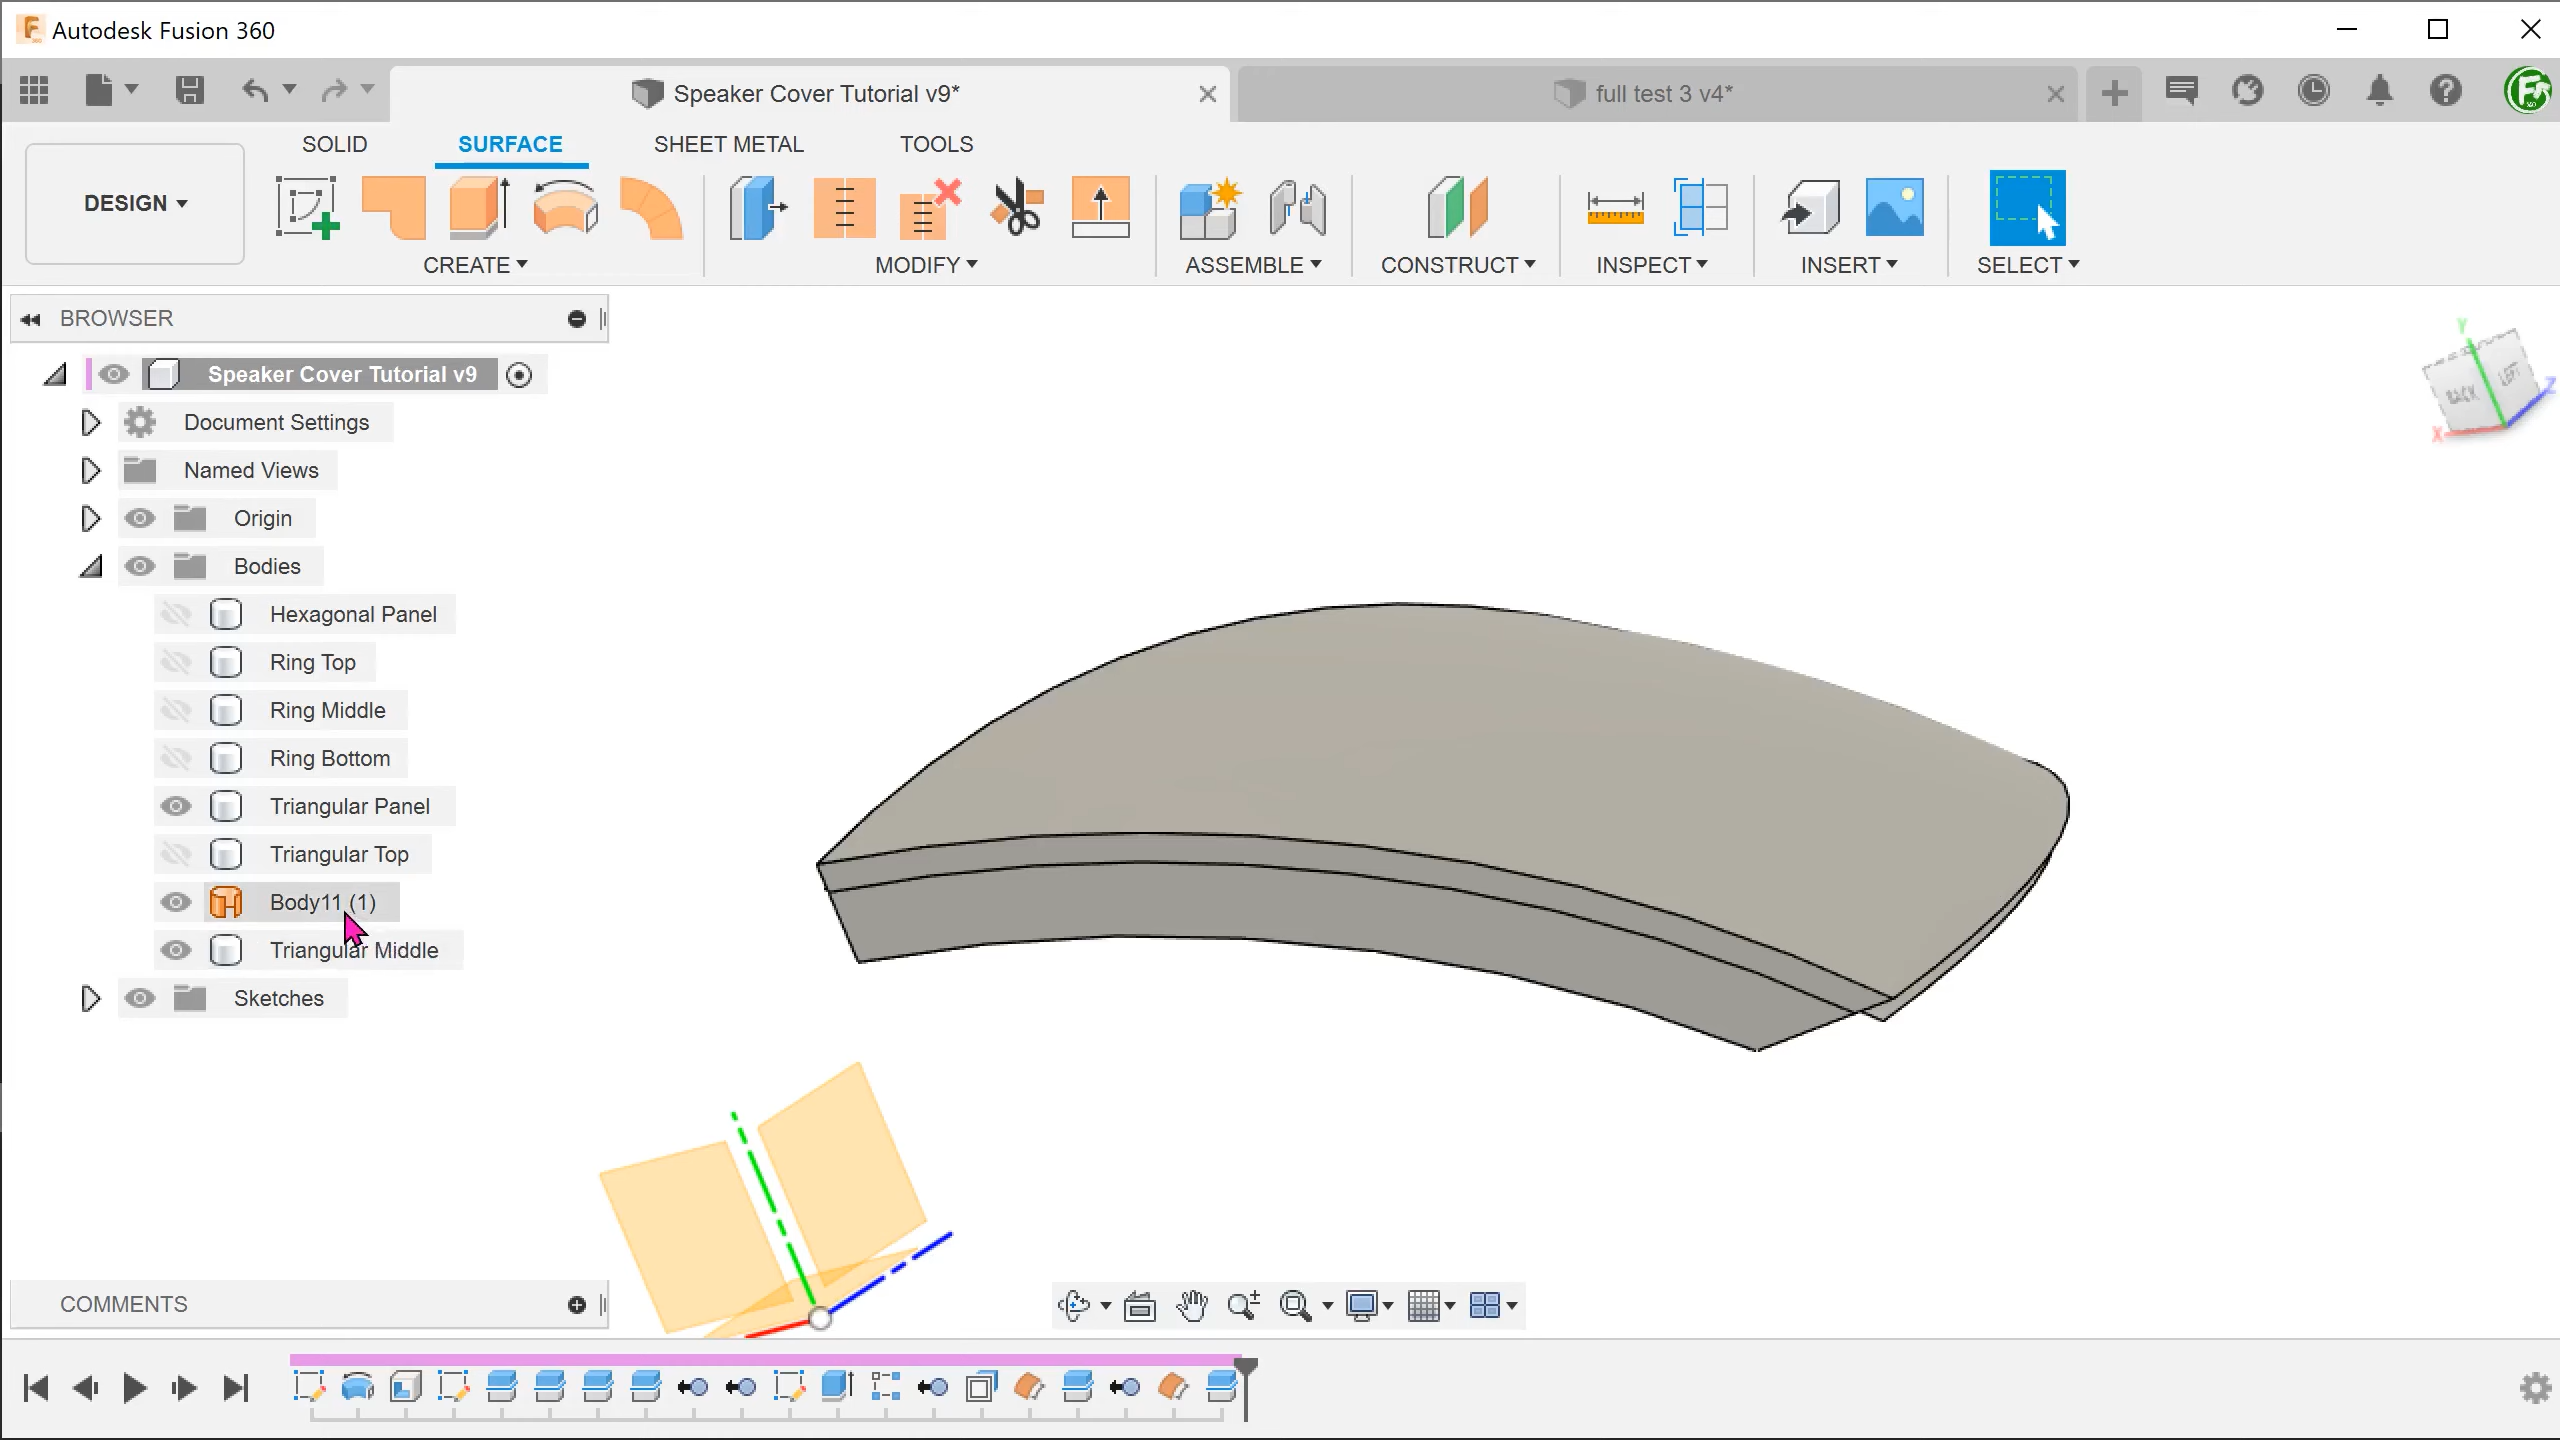 Autodesk Fusion 360
Speaker Cover Tutorial v9*
full test 3 v4*
SOLID SURFACE SHEET METAL TOOLS
DESIGN
CREATE MODIFY ASSEMBLE CONSTRUCT INSPECT INSERT SELECT
BROWSER
Speaker Cover Tutorial v9
Document Settings
Named Views
Origin
Bodies
Hexagonal Panel
Ring Top
Ring Middle
Ring Bottom
Triangular Panel
Triangular Top
Body11 (1)
Triangular Middle
Sketches
Y
BACK
LEFT
Z
X
COMMENTS